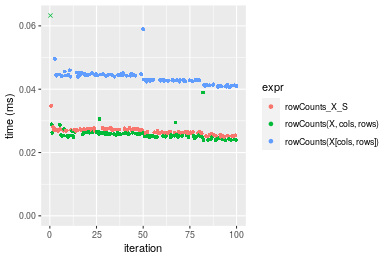 0.06
0.04
0.02
0.00
time (ms)
0
25
50
75
100
iteration
expr
rowCounts_X_S
rowCounts(X, cols, rows)
rowCounts(X[cols, rows])